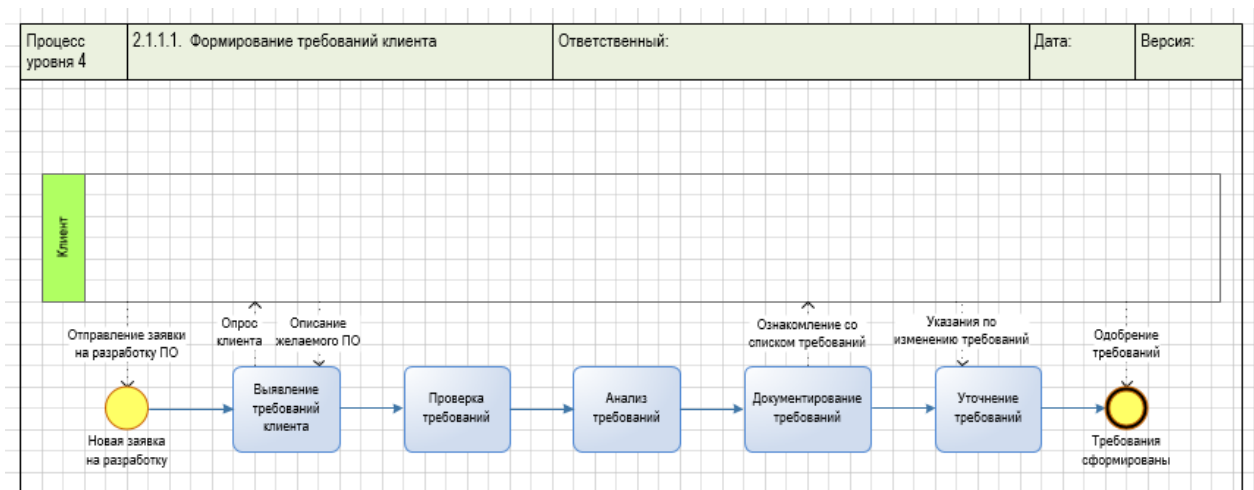 Процесс
уровня 4
2.1.1.1. Формирование требований клиента
Ответственный:
Дата:
Версия:
Клиент
Отправление заявки
на разработку ПО
Опрос
клиента
Описание
желаемого ПО
Ознакомление со
списком требований
Указания по
изменению требований
Одобрение
требований
Новая заявка
на разработку
Выявление
требований
клиента
Проверка
требований
Анализ
требований
Документирование
требований
Уточнение
требований
Требования
сформированы